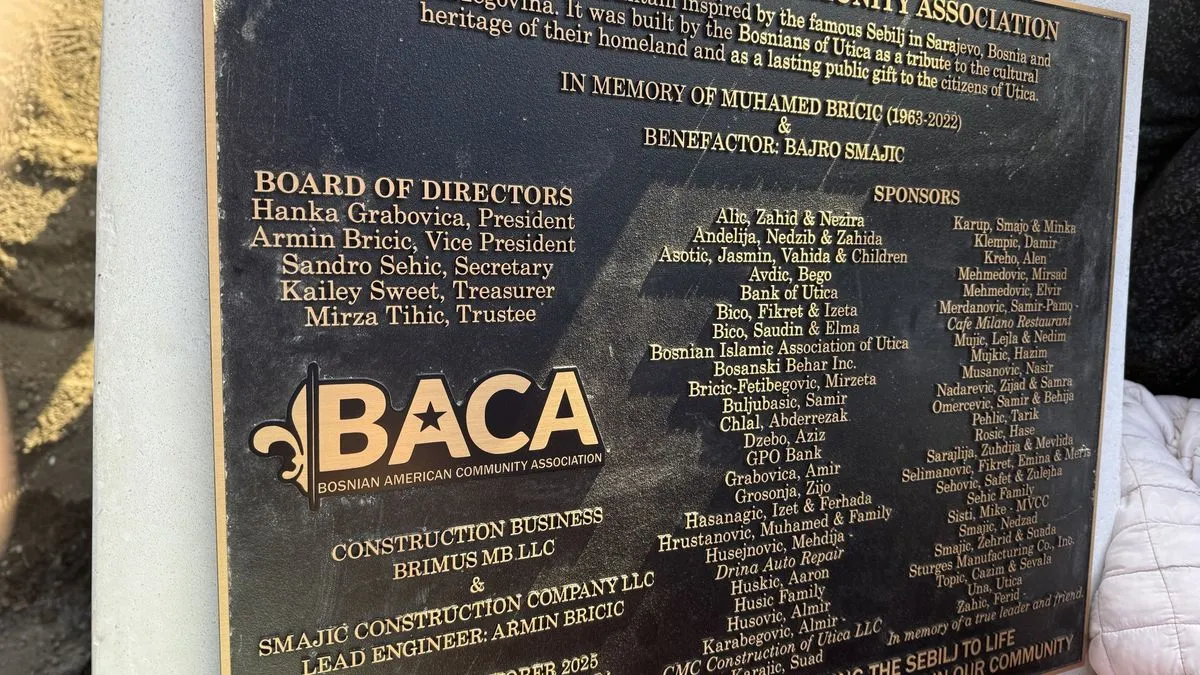 UNITY ASSOCIATION
inspired by the famous Sebilj in Sarajevo, Bosnia and
egovina. It was built by the Bosnians of Utica as a tribute to the cultural
heritage of their homeland and as a lasting public gift to the citizens of Utica.
IN MEMORY OF MUHAMED BRICIC (1963-2022)
&
BENEFACTOR: BAJRO SMAJIC
BOARD OF DIRECTORS
Hanka Grabovica, President
Armin Bricic, Vice President
Sandro Sehic, Secretary
Kailey Sweet, Treasurer
Mirza Tihic, Trustee
BACA
BOSNIAN AMERICAN COMMUNITY ASSOCIATION
CONSTRUCTION BUSINESS
BRIMUS MB.LLC
&
SMAJIC CONSTRUCTION COMPANY LLC
LEAD ENGINEER: ARMIN BRICIC
OBER 2025
SPONSORS
Alic, Zahid & Nezira
Andelija, Nedzib & Zahida
Asotic, Jasmin, Vahida & Children
Avdic, Bego
Bank of Utica
Bico, Fikret & Izeta
Bico, Saudin & Elma
Bosnian Islamic Association of Utica
Bosanski Behar Inc.
Bricic-Fetibegovic, Mirzeta
Buljubasic, Samir
Chlal, Abderrezak
Dzebo, Aziz
GPO Bank
Grabovica, Amir
Grosonja, Zijo
Hasanagic, Izet & Ferhada
Hrustanovic, Muhamed & Family
Husejnovic, Mehdija -
Drina Auto Repair
Huskic, Aaron
Husic Family
Husovic, Almir
Karabegovic, Almir -
CMC Construction of Utica LLC
Karajic, Suad
Karup, Smajo & Minka
Klempic, Damir
Kreho, Alen
Mehmedovic, Mirsad
Mehmedovic, Elvir
Merdanovic, Samir-Pamo -
Cafe Milano Restaurant
Mujic, Lejla & Nedim
Mujkic, Hazim
Musanovic, Nasir
Nadarevic, Zijad & Samra
Omercevic, Samir & Behija
Pehlic, Tarik
Rosic, Hase
Sarajlija, Zuhdija & Mevlida
Selimanovic, Fikret, Emina & Meris
Sehovic, Safet & Zulejha
Sehic Family
Sisti, Mike - MVCC
Smajic, Nedzad
Smajic, Zehrid & Suada
Sturges Manufacturing Co., Inc.
Topic, Cazim & Sevala
Una, Utica
Zahic, Ferid -
In memory of a true leader and friend.
THE SEBILJ TO LIFE
IN OUR COMMUNITY